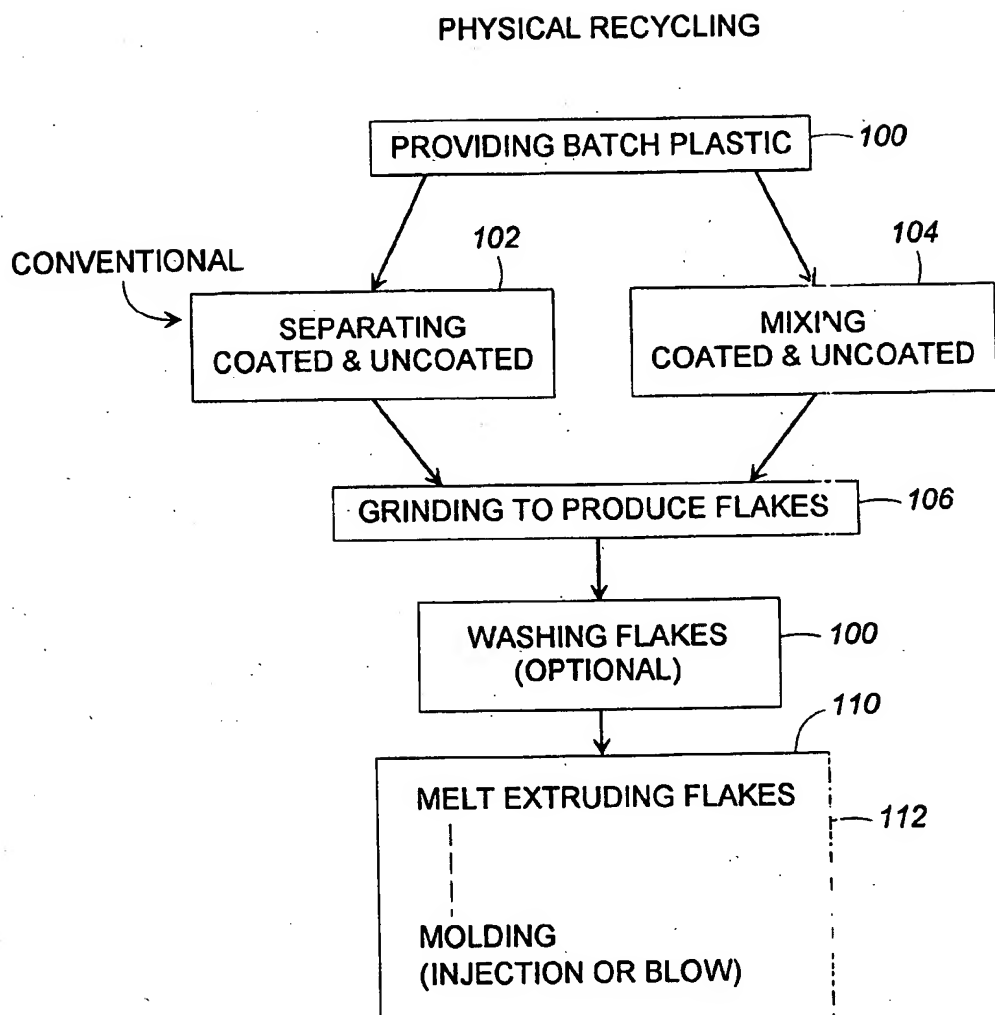 PHYSICAL RECYCLING
PROVIDING BATCH PLASTIC
100
CONVENTIONAL
102
104
SEPARATING
COATED & UNCOATED
MIXING
COATED & UNCOATED
GRINDING TO PRODUCE FLAKES
106
WASHING FLAKES
(OPTIONAL)
100
110
MELT EXTRUDING FLAKES
112
MOLDING
(INJECTION OR BLOW)